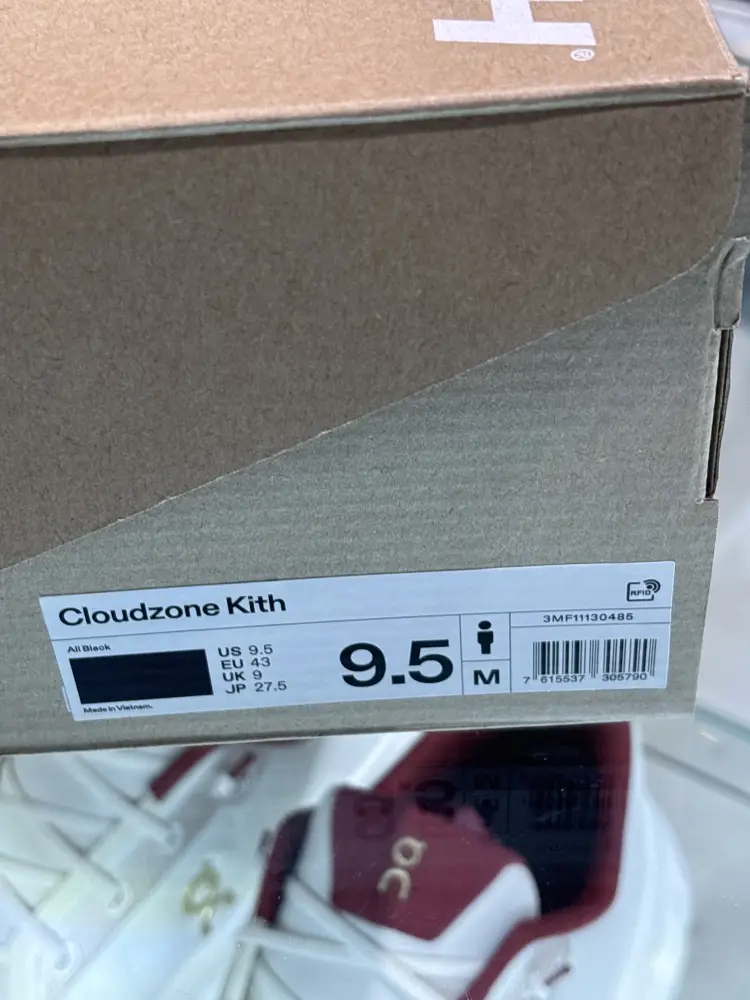 H®
Cloudzone Kith
RFID
All Black
US 9.5
EU 43
UK 9
JP 27.5
Made in Vietnam.
9.5
M
3MF11130485
7 615537 305790